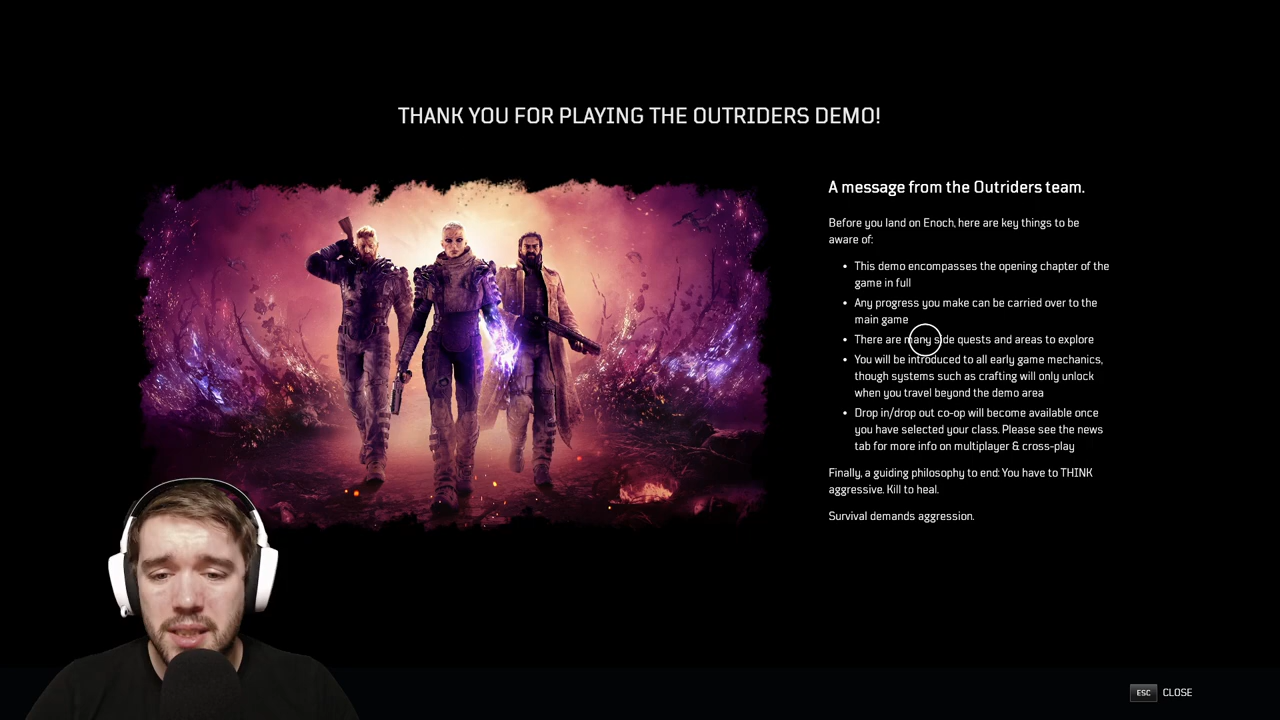 THANK YOU FOR PLAYING THE OUTRIDERS DEMO!
A message from the Outriders team.
Before you land on Enoch, here are key things to be
aware of:
• This demo encompasses the opening chapter of the
game in full
• Any progress you make can be carried over to the
main game
• There are many side quests and areas to explore
• You will be introduced to all early game mechanics,
though systems such as crafting will only unlock
when you travel beyond the demo area
• Drop in/drop out co-op will become available once
you have selected your class. Please see the news
tab for more info on multiplayer & cross-play
Finally, a guiding philosophy to end: You have to THINK
aggressive. Kill to heal.
Survival demands aggression.
ESC CLOSE